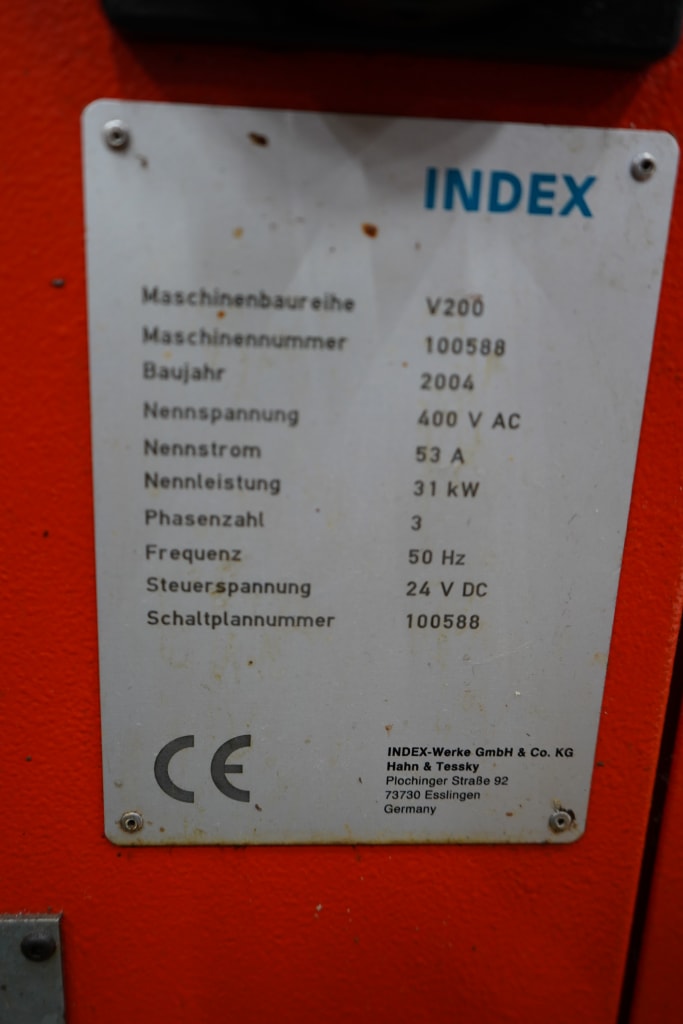 INDEX
Maschinenbaureihe V200
Maschinennummer 100588
Baujahr 2004
Nennspannung 400 V AC
Nennstrom 53 A
Nennleistung 31 kW
Phasenzahl 3
Frequenz 50 Hz
Steuerspannung 24 V DC
Schaltplannummer 100588
CE
INDEX-Werke GmbH & Co. KG
Hahn & Tessky
Plochinger Straße 92
73730 Esslingen
Germany